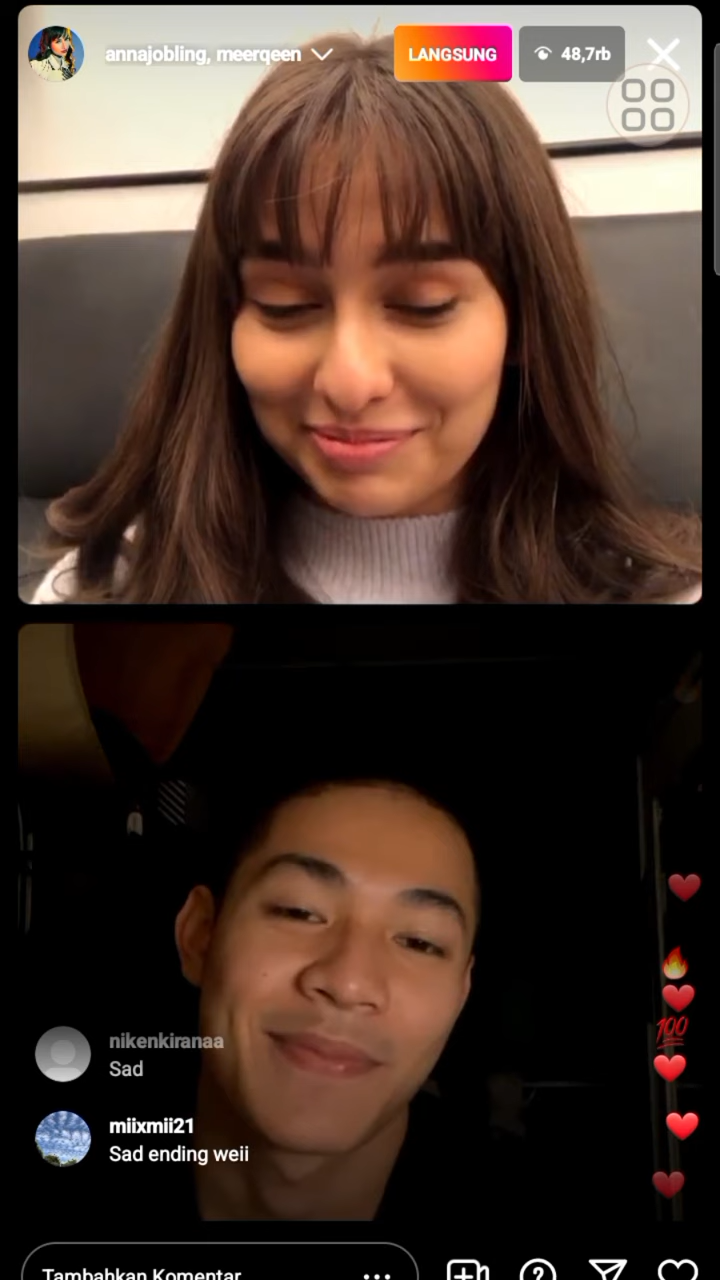 annajobling, meerqeen
LANGSUNG
48,7rb
💯
nikenkiranaa
Sad
miixmii21
Sad ending weii
Tambahkan Komentar